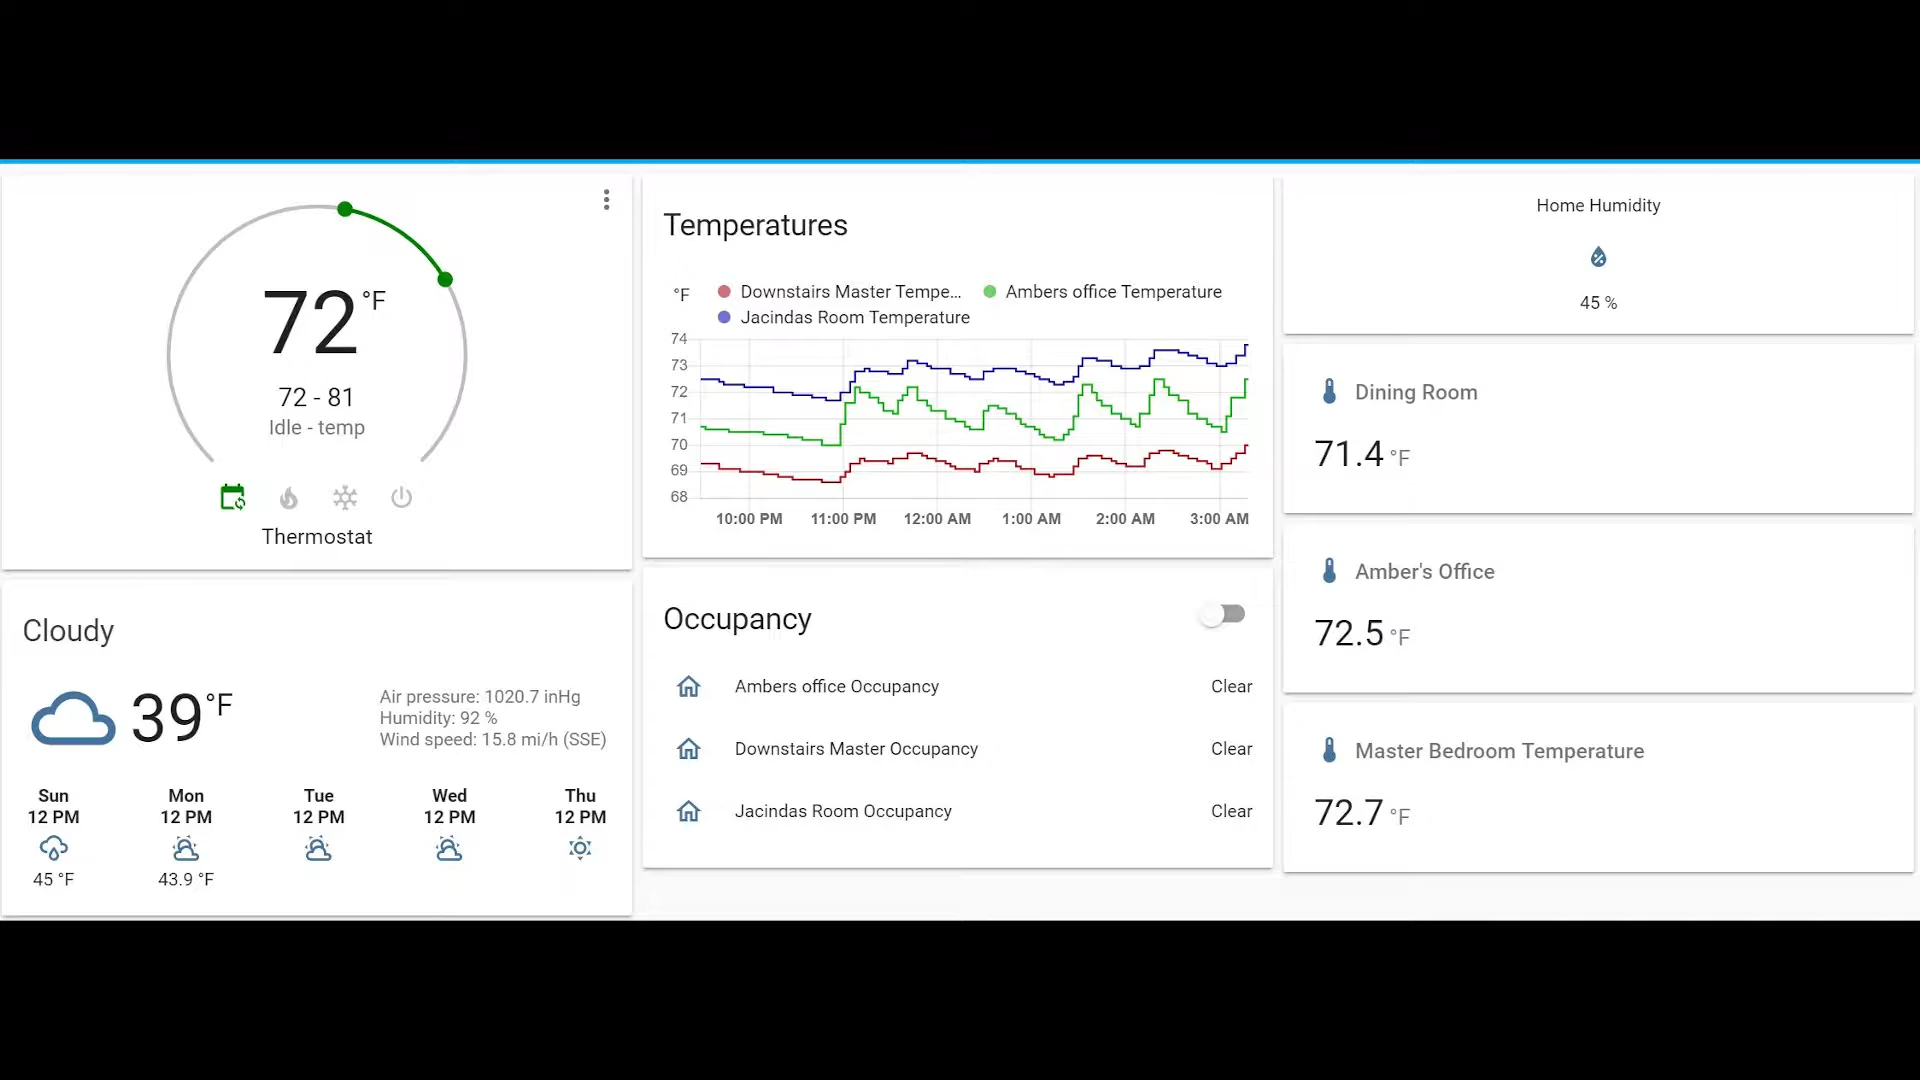 72 °F
72 - 81
Idle - temp
Thermostat
Cloudy
39 °F
Air pressure: 1020.7 inHg
Humidity: 92 %
Wind speed: 15.8 mi/h (SSE)
Sun Mon Tue Wed Thu
12 PM 12 PM 12 PM 12 PM 12 PM
45 °F 43.9 °F
Temperatures
°F Downstairs Master Tempe... Ambers office Temperature
Jacindas Room Temperature
74
73
72
71
70
69
68
10:00 PM 11:00 PM 12:00 AM 1:00 AM 2:00 AM 3:00 AM
Occupancy
Ambers office Occupancy Clear
Downstairs Master Occupancy Clear
Jacindas Room Occupancy Clear
Home Humidity
45 %
Dining Room
71.4 °F
Amber's Office
72.5 °F
Master Bedroom Temperature
72.7 °F